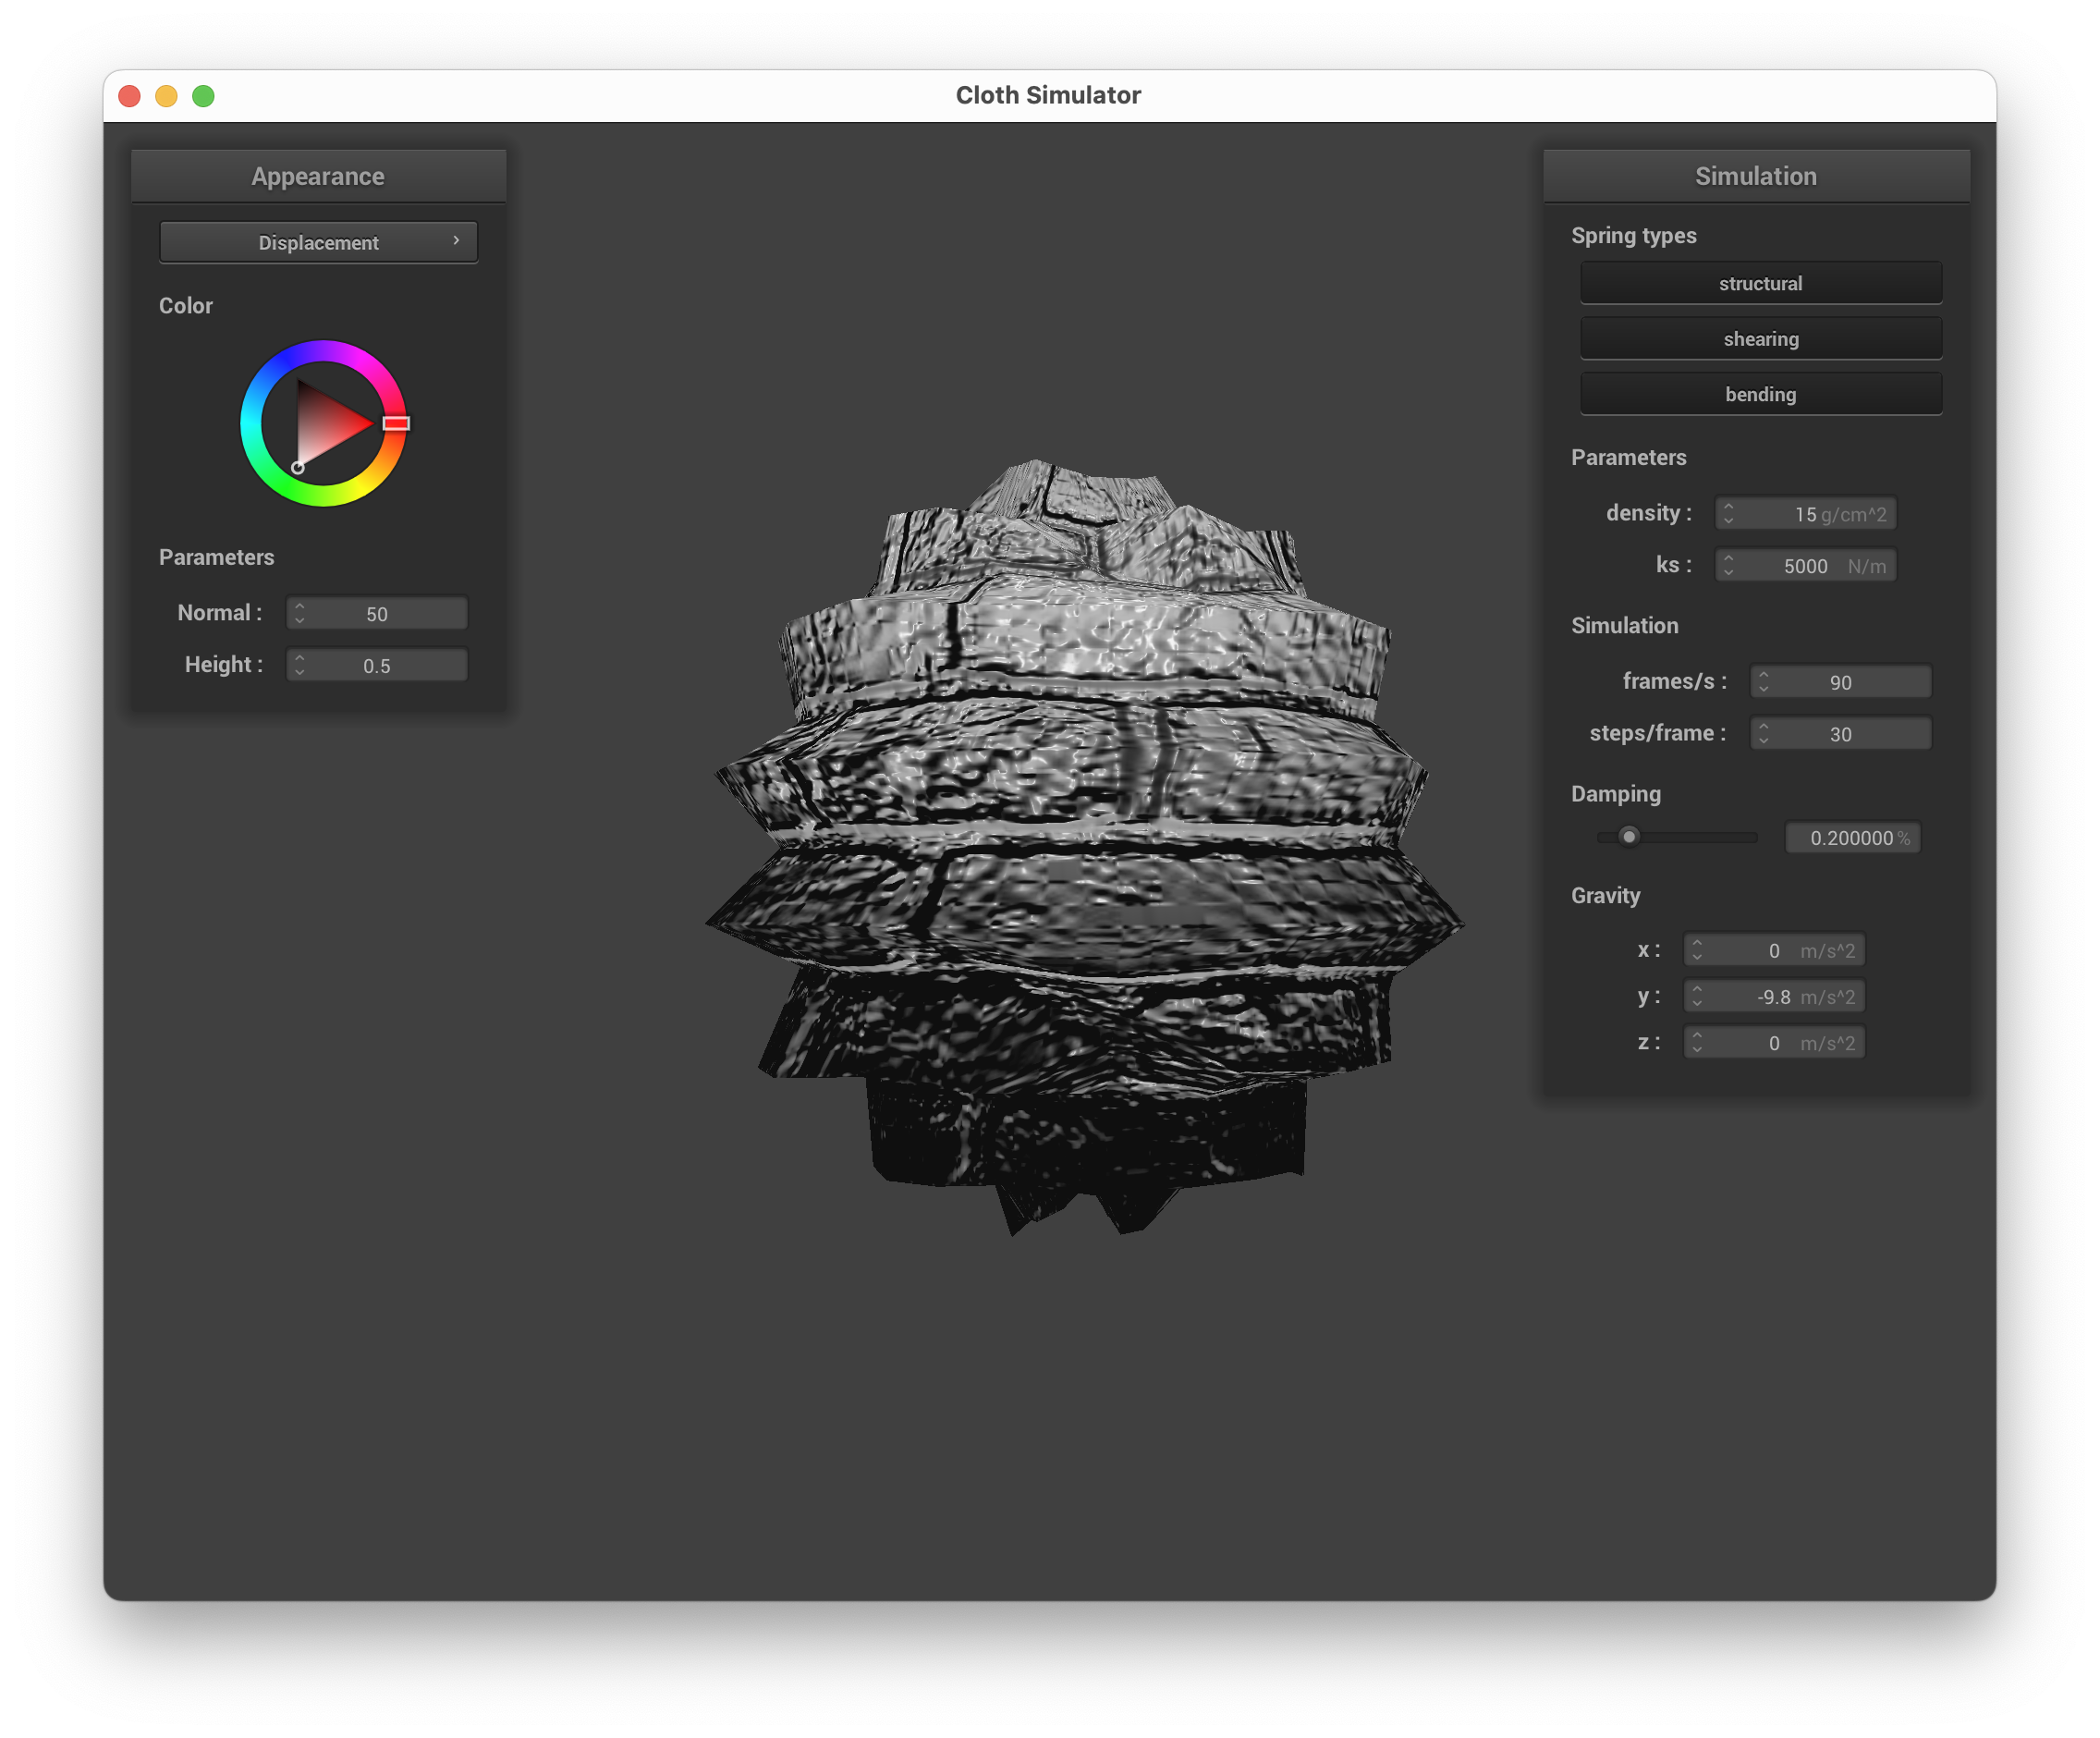 Cloth Simulator
Appearance
Displacement
Color
Parameters
Normal : 50
Height : 0.5
Simulation
Spring types
structural
shearing
bending
Parameters
density : 15 g/cm^2
ks : 5000 N/m
Simulation
frames/s : 90
steps/frame : 30
Damping
0.200000 %
Gravity
x : 0 m/s^2
y : -9.8 m/s^2
z : 0 m/s^2